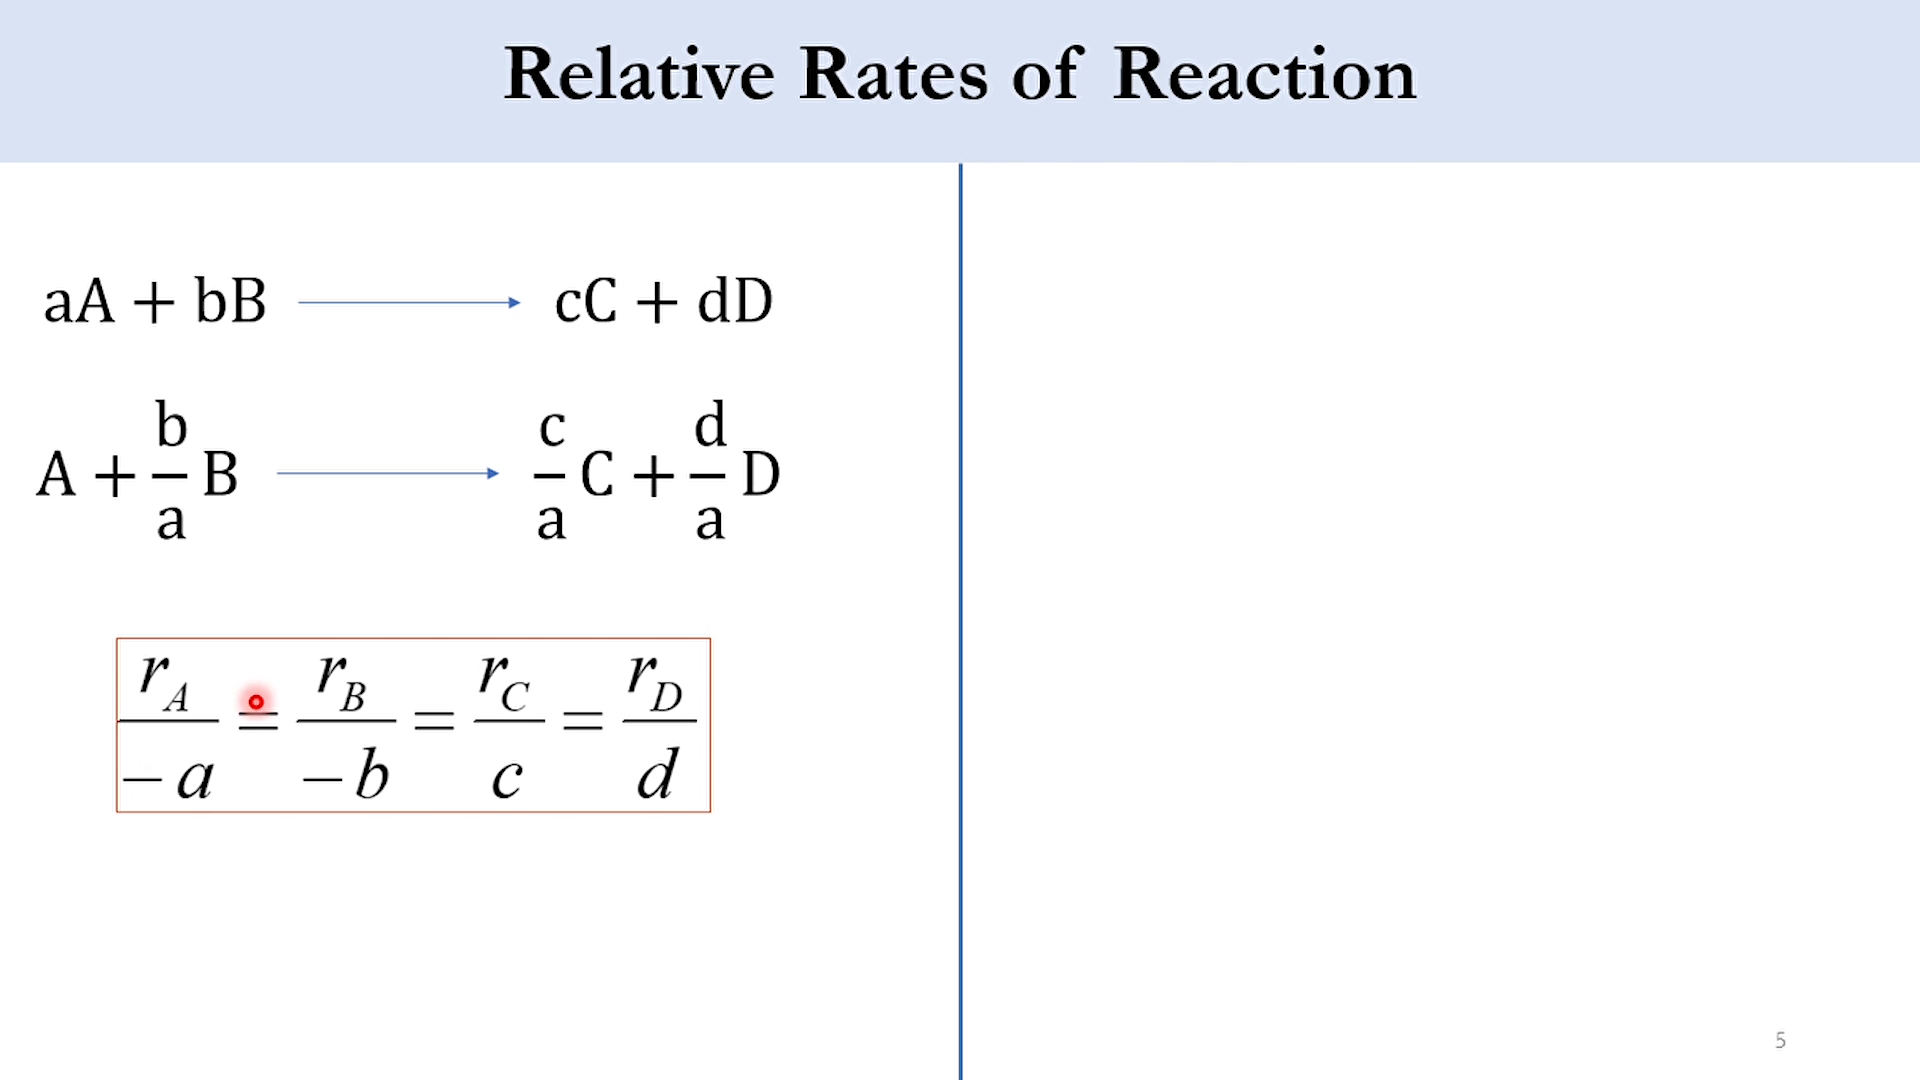 Relative Rates of Reaction
aA + bB ⟶ cC + dD
A + b/a B ⟶ c/a C + d/a D
r_A/−a = r_B/−b = r_C/c = r_D/d
5